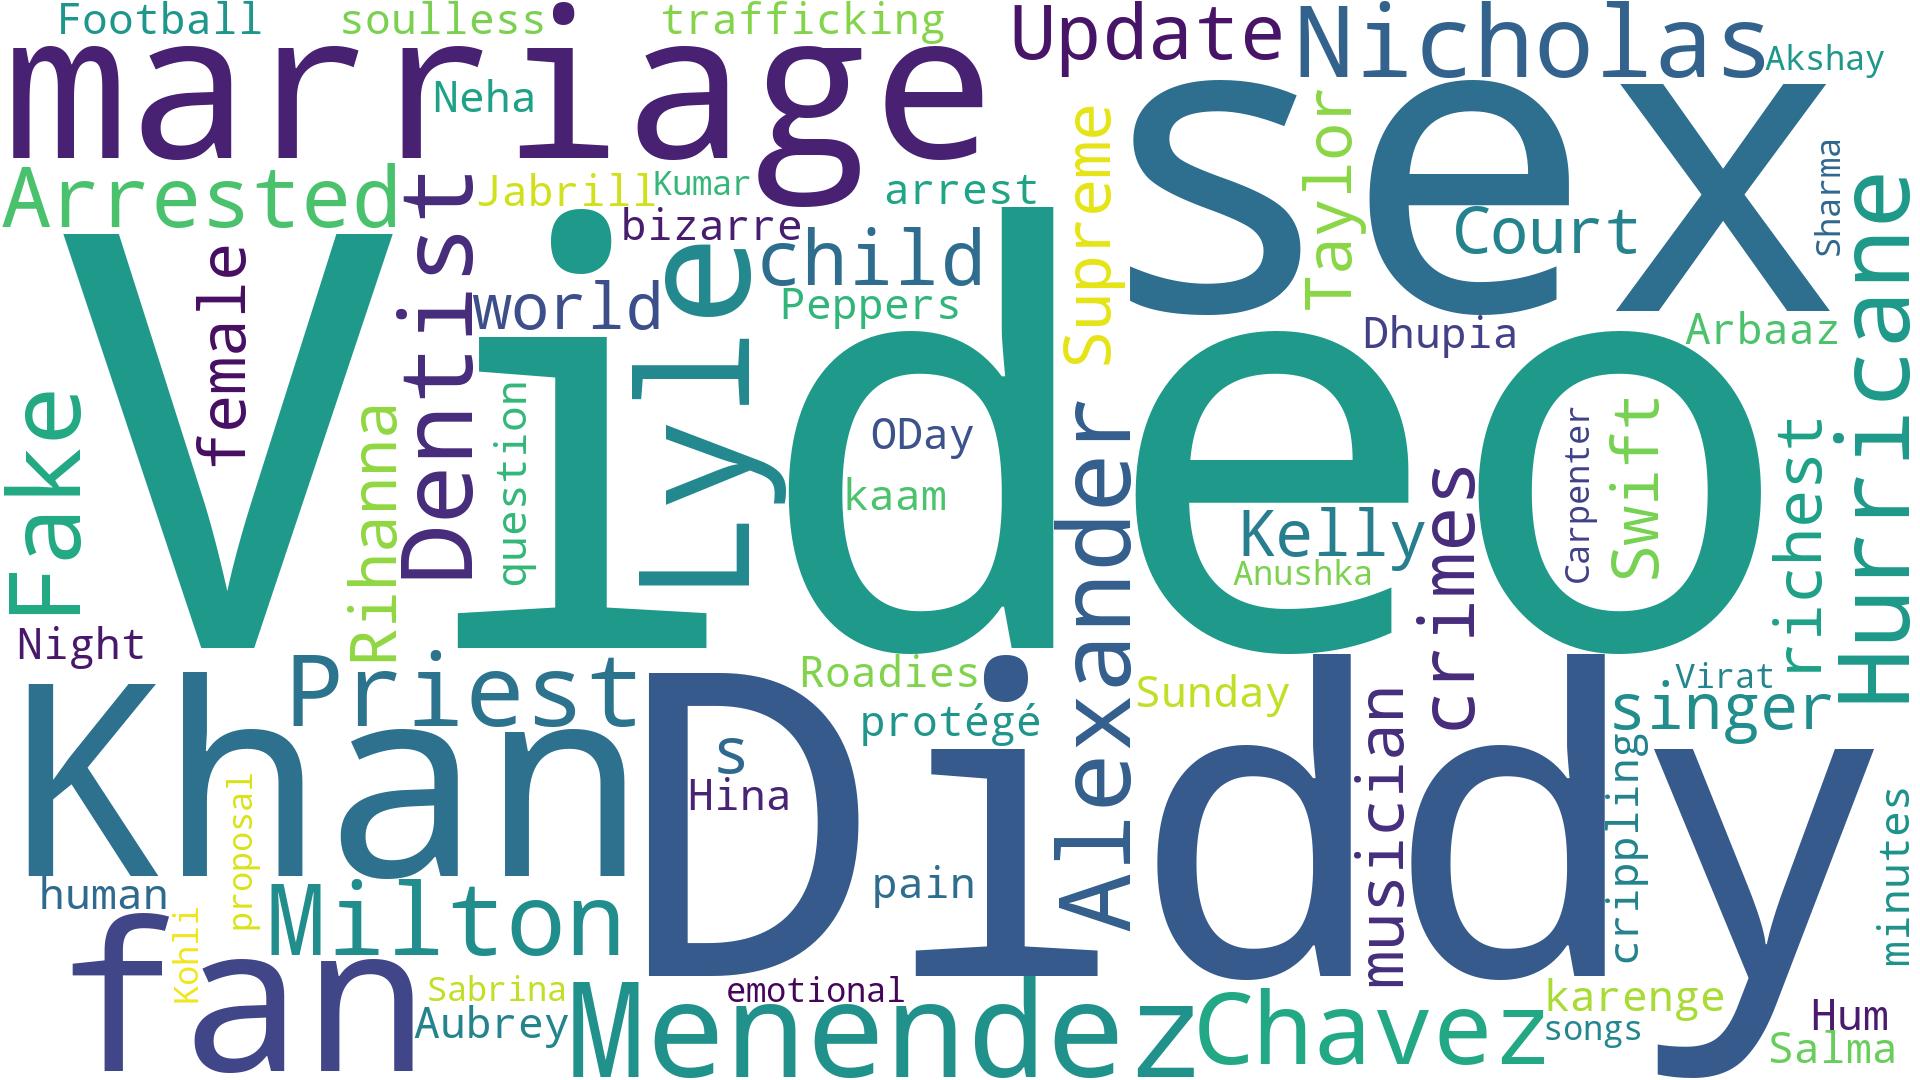 Football
soulless
trafficking
marriage
Update
Nicholas
Akshay
Neha
sex
Arrested
Jabrill
Kumar
arrest
Supreme
Taylor
Court
Sharma
Hurricane
female
Dentist
bizarre
child
world
Lyle
Peppers
Dhupia
Arbaaz
Video
Fake
Rihanna
question
ODay
kaam
Alexander
Kelly
Anushka
crimes
Carpenter
Swift
richest
Night
Priest
Roadies
protégé
Sunday
Virat
singer
Khan
Diddy
s
Hina
musician
crippling
minutes
proposal
human
pain
Milton
fan
Kohli
Sabrina
Aubrey
emotional
Menendez
Chavez
karenge
songs
Hum
Salma